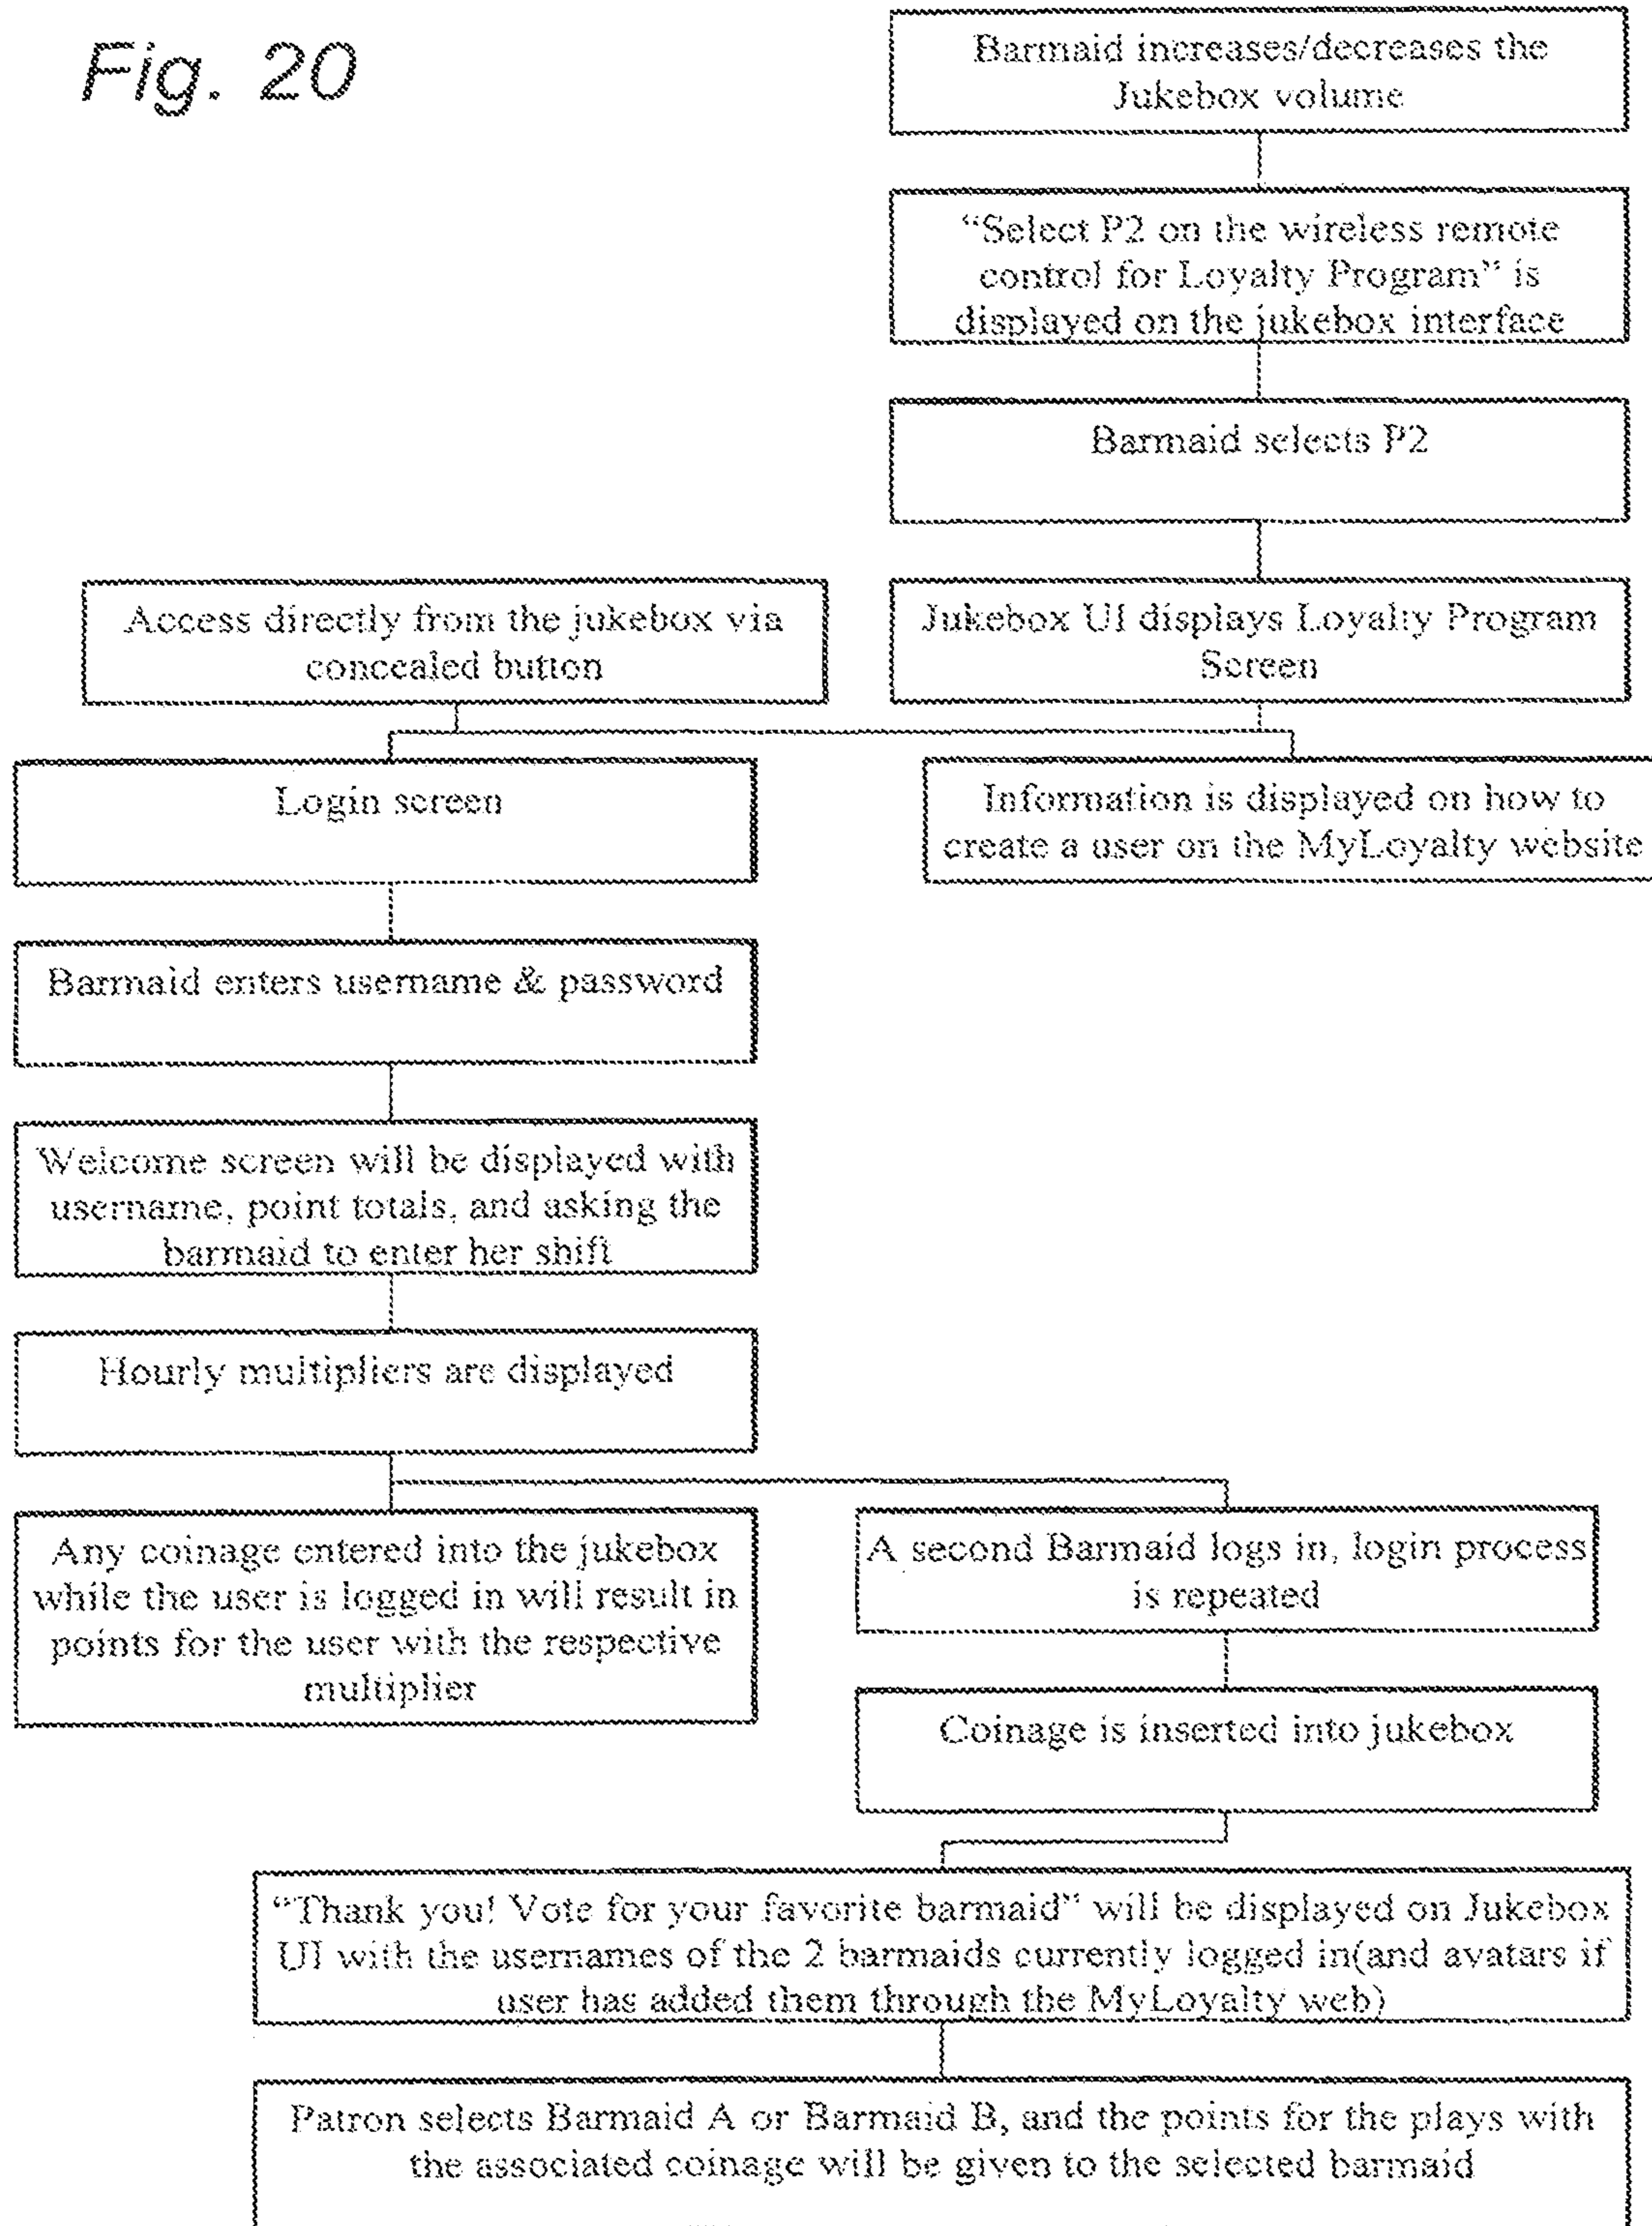 Fig. 20
Barmaid increases/decreases the
Jukebox volume
“Select P2 on the wireless remote
control for Loyalty Program” is
displayed on the jukebox interface
Barmaid selects P2
Access directly from the jukebox via
concealed button
Jukebox UI displays Loyalty Program
Screen
Login screen
Information is displayed on how to
create a user on the MyLoyalty website
Barmaid enters username & password
Welcome screen will be displayed with
username, point totals, and asking the
barmaid to enter her shift
Hourly multipliers are displayed
Any coinage entered into the jukebox
while the user is logged in will result in
points for the user with the respective
multiplier
A second Barmaid logs in, login process
is repeated
Coinage is inserted into jukebox
“Thank you! Vote for your favorite barmaid” will be displayed on Jukebox
UI with the usernames of the 2 barmaids currently logged in(and avatars if
user has added them through the MyLoyalty web)
Patron selects Barmaid A or Barmaid B, and the points for the plays with
the associated coinage will be given to the selected barmaid